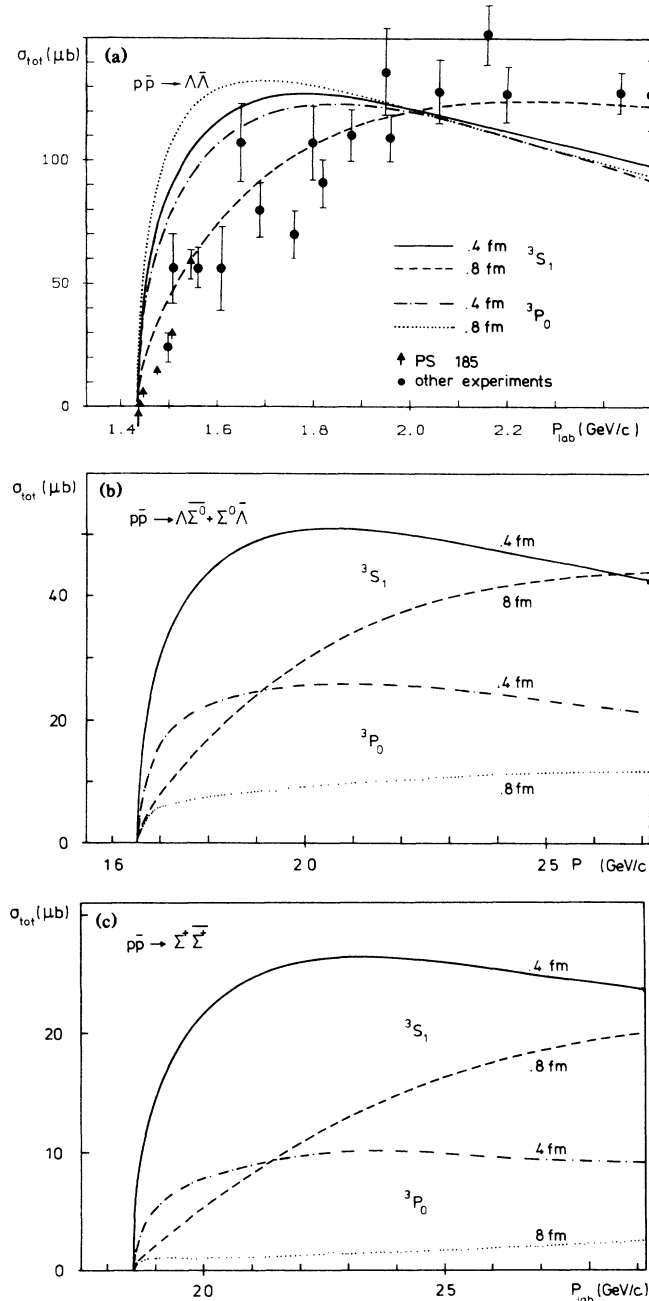 σtot (μb)
(a)
pp̄ → ΛΛ̄
100
50
0
.4 fm
³S₁
.8 fm
.4 fm
³P₀
.8 fm
PS 185
other experiments
1.4 1.6 1.8 2.0 2.2 Plab (GeV/c)
σtot (μb)
(b)
pp̄ → ΛΣ̄⁰ + Σ⁰Λ̄
.4 fm
³S₁
40
.8 fm
.4 fm
20
³P₀
.8 fm
0
16 20 25 P (GeV/c
(c)
σtot (μb)
pp̄ → Σ⁺Σ̄⁺
.4 fm
20
³S₁
.8 fm
10
.4 fm
³P₀
.8 fm
0
20 25 Plab (GeV/c